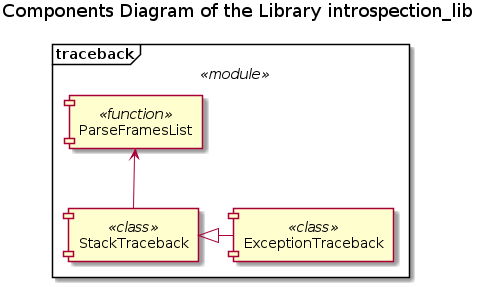 Components Diagram of the Library introspection_lib
traceback
«module»
«function»
ParseFramesList
«class»
StackTraceback
«class»
ExceptionTraceback